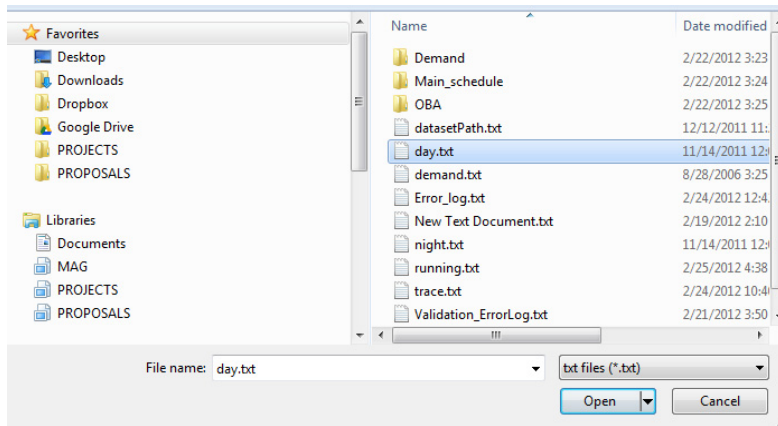 Favorites
Desktop
Downloads
Dropbox
Google Drive
PROJECTS
PROPOSALS
Libraries
Documents
MAG
PROJECTS
PROPOSALS
Name Date modified
Demand 2/22/2012 3:23
Main_schedule 2/22/2012 3:24
OBA 2/22/2012 3:25
datasetPath.txt 12/12/2011 11:
day.txt 11/14/2011 12:
demand.txt 8/28/2006 3:25
Error_log.txt 2/24/2012 12:4
New Text Document.txt 2/19/2012 2:10
night.txt 11/14/2011 12:
running.txt 2/25/2012 4:38
trace.txt 2/24/2012 10:4
Validation_ErrorLog.txt 2/21/2012 3:50
File name: day.txt txt files (*.txt)
Open Cancel